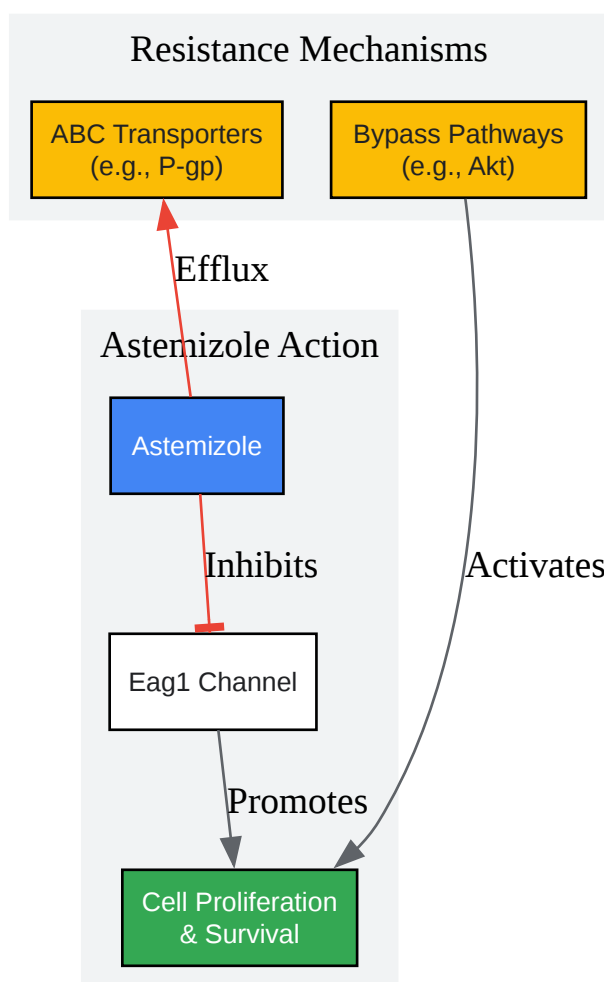 Resistance Mechanisms
ABC Transporters
(e.g., P-gp)
Bypass Pathways
(e.g., Akt)
Efflux
Astemizole Action
Astemizole
Inhibits
Activates
Eag1 Channel
Promotes
Cell Proliferation
& Survival